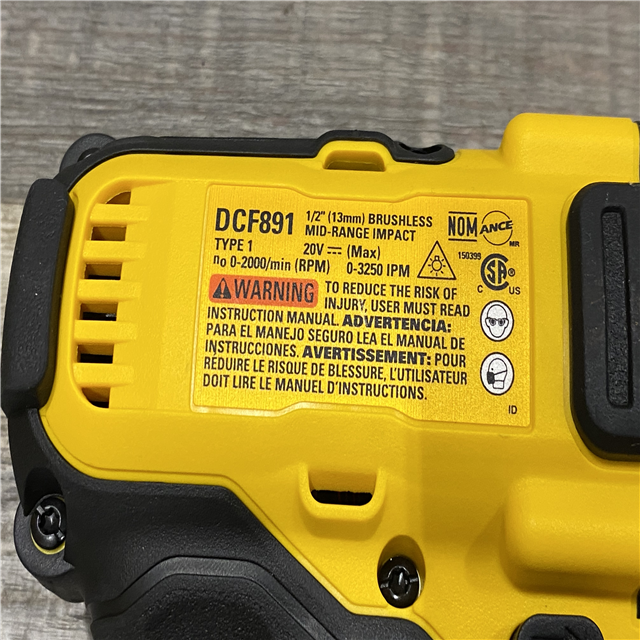 DCF891 1/2" (13mm) BRUSHLESS
MID-RANGE IMPACT
TYPE 1 20V ⎓ (Max)
no 0-2000/min (RPM) 0-3250 IPM
NOM ANCE
MR
150399
SA®
C US
⚠WARNING TO REDUCE THE RISK OF
INJURY, USER MUST READ
INSTRUCTION MANUAL. ADVERTENCIA:
PARA EL MANEJO SEGURO LEA EL MANUAL DE
INSTRUCCIONES. AVERTISSEMENT: POUR
RÉDUIRE LE RISQUE DE BLESSURE, L'UTILISATEUR
DOIT LIRE LE MANUEL D'INSTRUCTIONS.
ID